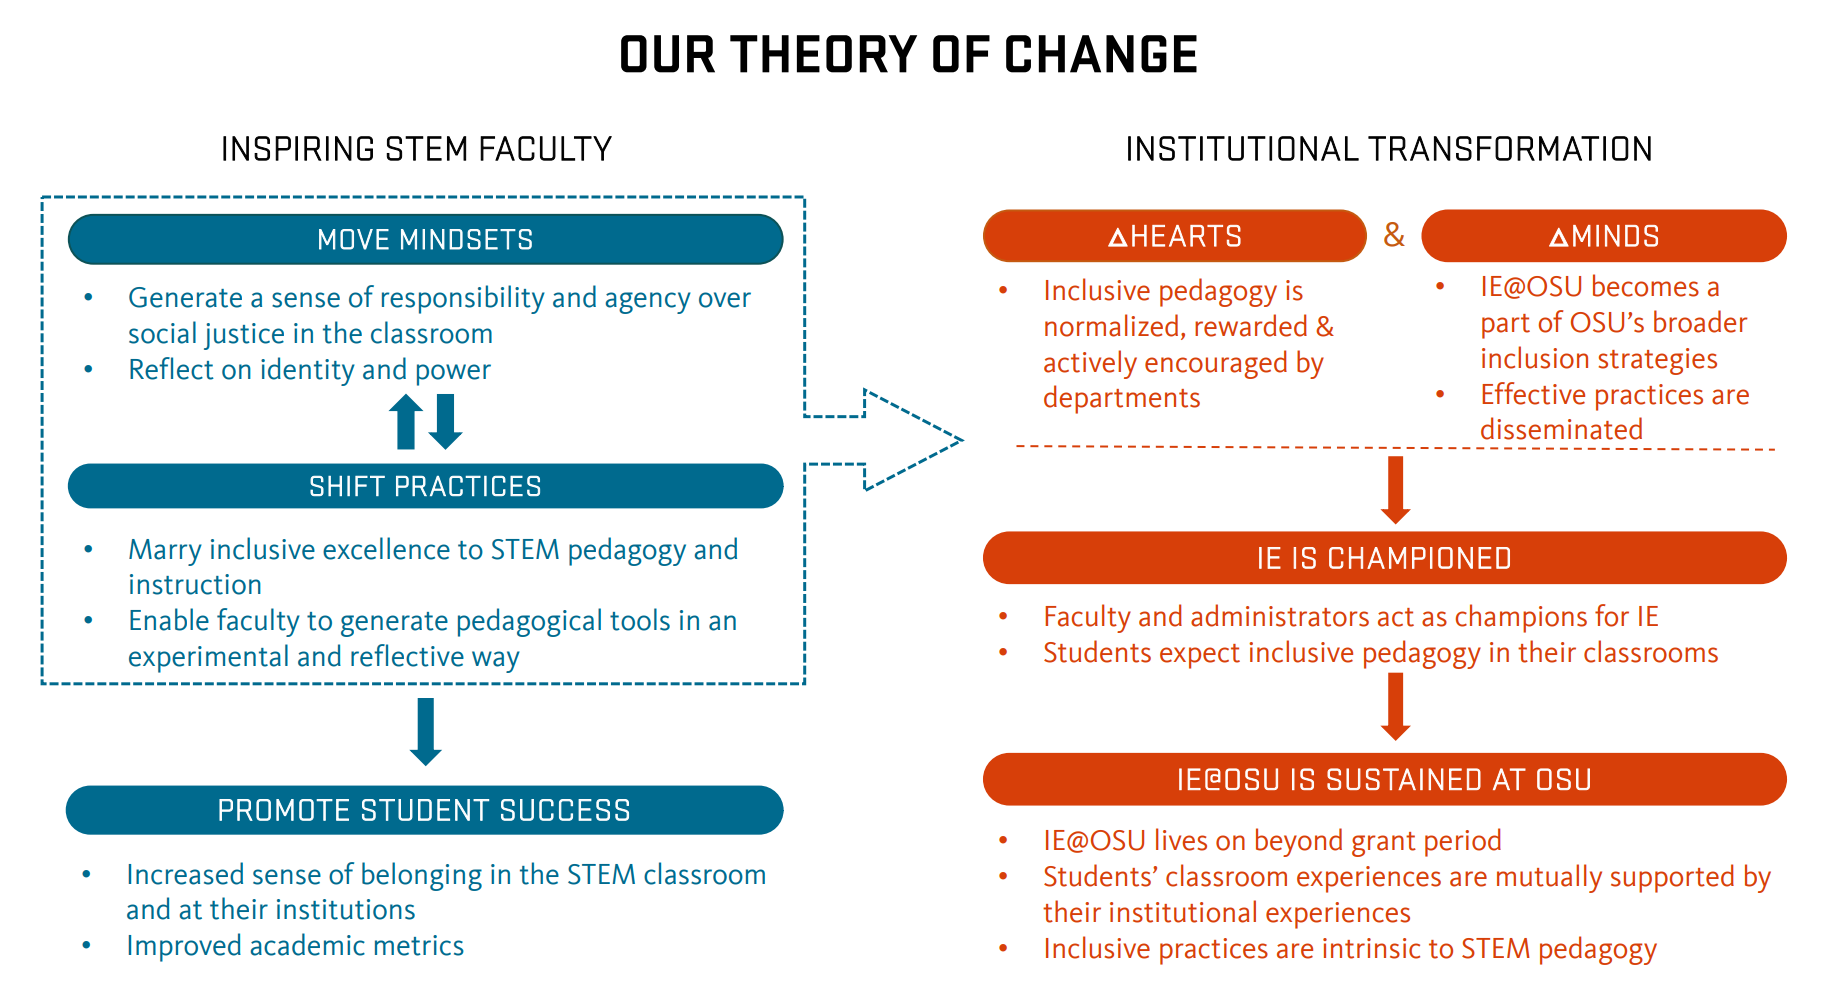 OUR THEORY OF CHANGE
INSPIRING STEM FACULTY
MOVE MINDSETS
• Generate a sense of responsibility and agency over
social justice in the classroom
• Reflect on identity and power
SHIFT PRACTICES
• Marry inclusive excellence to STEM pedagogy and
instruction
• Enable faculty to generate pedagogical tools in an
experimental and reflective way
PROMOTE STUDENT SUCCESS
• Increased sense of belonging in the STEM classroom
and at their institutions
• Improved academic metrics
INSTITUTIONAL TRANSFORMATION
ΔHEARTS
&
ΔMINDS
• Inclusive pedagogy is
normalized, rewarded &
actively encouraged by
departments
• IE@OSU becomes a
part of OSU’s broader
inclusion strategies
• Effective practices are
disseminated
IE IS CHAMPIONED
• Faculty and administrators act as champions for IE
• Students expect inclusive pedagogy in their classrooms
IE@OSU IS SUSTAINED AT OSU
• IE@OSU lives on beyond grant period
• Students’ classroom experiences are mutually supported by
their institutional experiences
• Inclusive practices are intrinsic to STEM pedagogy